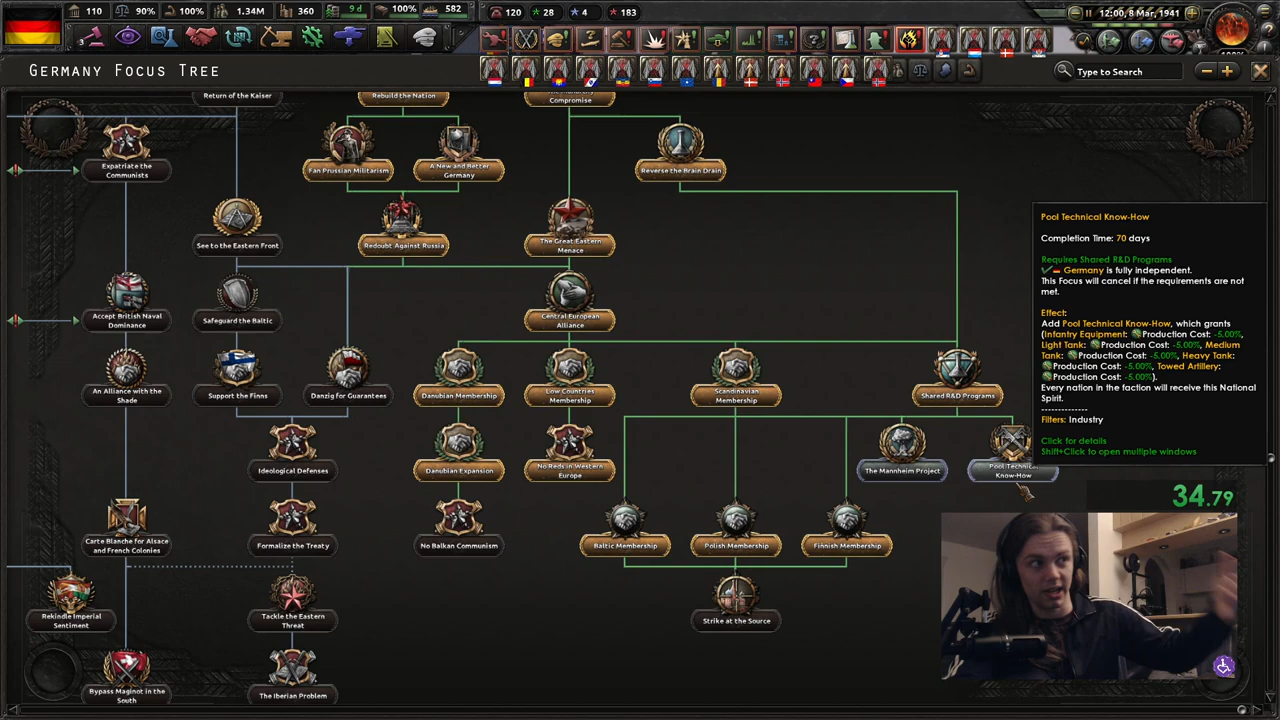 110
90%
100%
1.34M
360
9 d
100%
582
120
28
4
183
12:00, 8 Mar, 1941
100%
3
Germany Focus Tree
Type to Search
Return of the Kaiser
Rebuild the Nation
Compromise
Expatriate the
Communists
Fan Prussian Militarism
A New and Better
Germany
Reverse the Brain Drain
See to the Eastern Front
Redoubt Against Russia
The Great Eastern
Menace
Accept British Naval
Dominance
Safeguard the Baltic
Central European
Alliance
An Alliance with the
Shade
Support the Finns
Danzig for Guarantees
Danubian Membership
Low Countries
Membership
Scandinavian
Membership
Shared R&D Programs
Ideological Defenses
Danubian Expansion
No Reds in Western
Europe
The Mannheim Project
Pool Technical
Know-How
Carte Blanche for Alsace
and French Colonies
Formalize the Treaty
No Balkan Communism
Baltic Membership
Polish Membership
Finnish Membership
Rekindle Imperial
Sentiment
Tackle the Eastern
Threat
Strike at the Source
Bypass Maginot in the
South
The Iberian Problem
Pool Technical Know-How
Completion Time: 70 days
Requires Shared R&D Programs
Germany is fully independent.
This Focus will cancel if the requirements are not
met.
Effect:
Add Pool Technical Know-How, which grants
(Infantry Equipment: Production Cost: -5.00%,
Light Tank: Production Cost: -5.00%, Medium
Tank: Production Cost: -5.00%, Heavy Tank:
Production Cost: -5.00%, Towed Artillery:
Production Cost: -5.00%).
Every nation in the faction will receive this National
Spirit.
--------------
Filters: Industry
Click for details
Shift+Click to open multiple windows
34.79